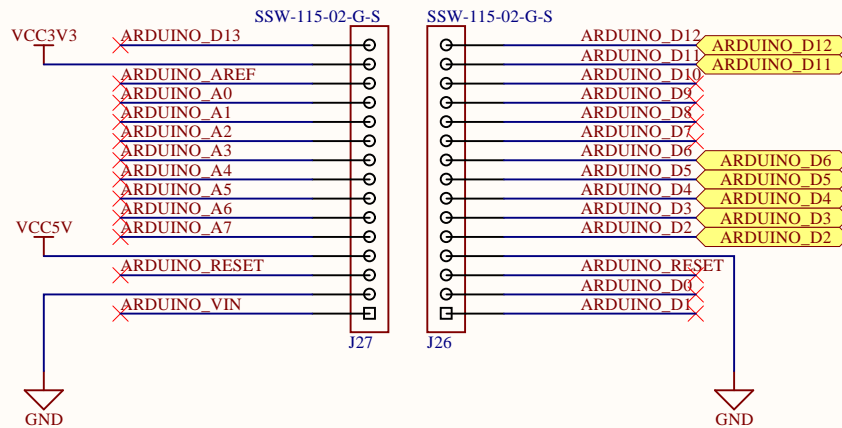 SSW-115-02-G-S
SSW-115-02-G-S
VCC3V3
ARDUINO_D13
ARDUINO_AREF
ARDUINO_A0
ARDUINO_A1
ARDUINO_A2
ARDUINO_A3
ARDUINO_A4
ARDUINO_A5
ARDUINO_A6
VCC5V
ARDUINO_A7
ARDUINO_RESET
ARDUINO_VIN
J27
GND
ARDUINO_D12
ARDUINO_D12
ARDUINO_D11
ARDUINO_D11
ARDUINO_D10
ARDUINO_D9
ARDUINO_D8
ARDUINO_D7
ARDUINO_D6
ARDUINO_D6
ARDUINO_D5
ARDUINO_D5
ARDUINO_D4
ARDUINO_D4
ARDUINO_D3
ARDUINO_D3
ARDUINO_D2
ARDUINO_D2
ARDUINO_RESET
ARDUINO_D0
ARDUINO_D1
J26
GND